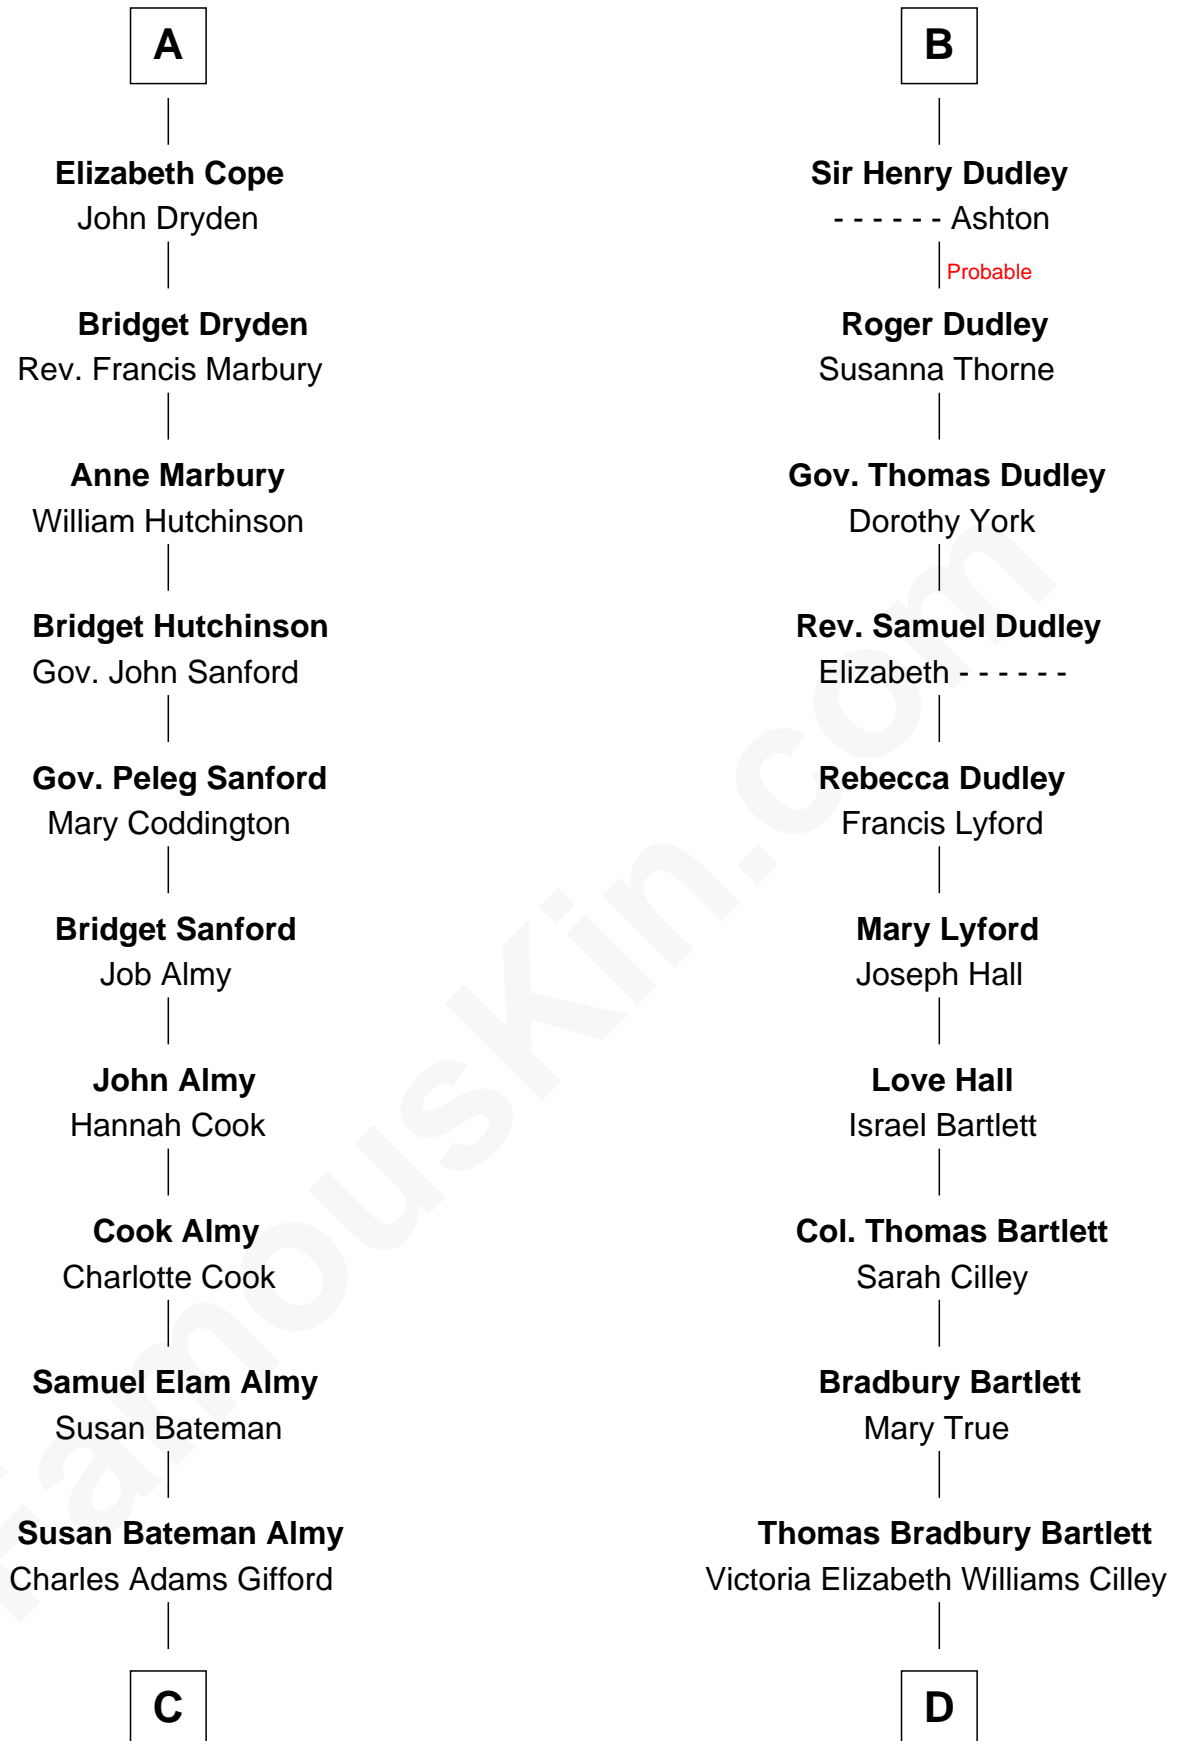 A
Elizabeth Cope
John Dryden
Bridget Dryden
Rev. Francis Marbury
Anne Marbury
William Hutchinson
Bridget Hutchinson
Gov. John Sanford
Gov. Peleg Sanford
Mary Coddington
Bridget Sanford
Job Almy
John Almy
Hannah Cook
Cook Almy
Charlotte Cook
Samuel Elam Almy
Susan Bateman
Susan Bateman Almy
Charles Adams Gifford
C
B
Sir Henry Dudley
- - - - - - Ashton
Probable
Roger Dudley
Susanna Thorne
Gov. Thomas Dudley
Dorothy York
Rev. Samuel Dudley
Elizabeth - - - - - -
Rebecca Dudley
Francis Lyford
Mary Lyford
Joseph Hall
Love Hall
Israel Bartlett
Col. Thomas Bartlett
Sarah Cilley
Bradbury Bartlett
Mary True
Thomas Bradbury Bartlett
Victoria Elizabeth Williams Cilley
D
FamousKin.com